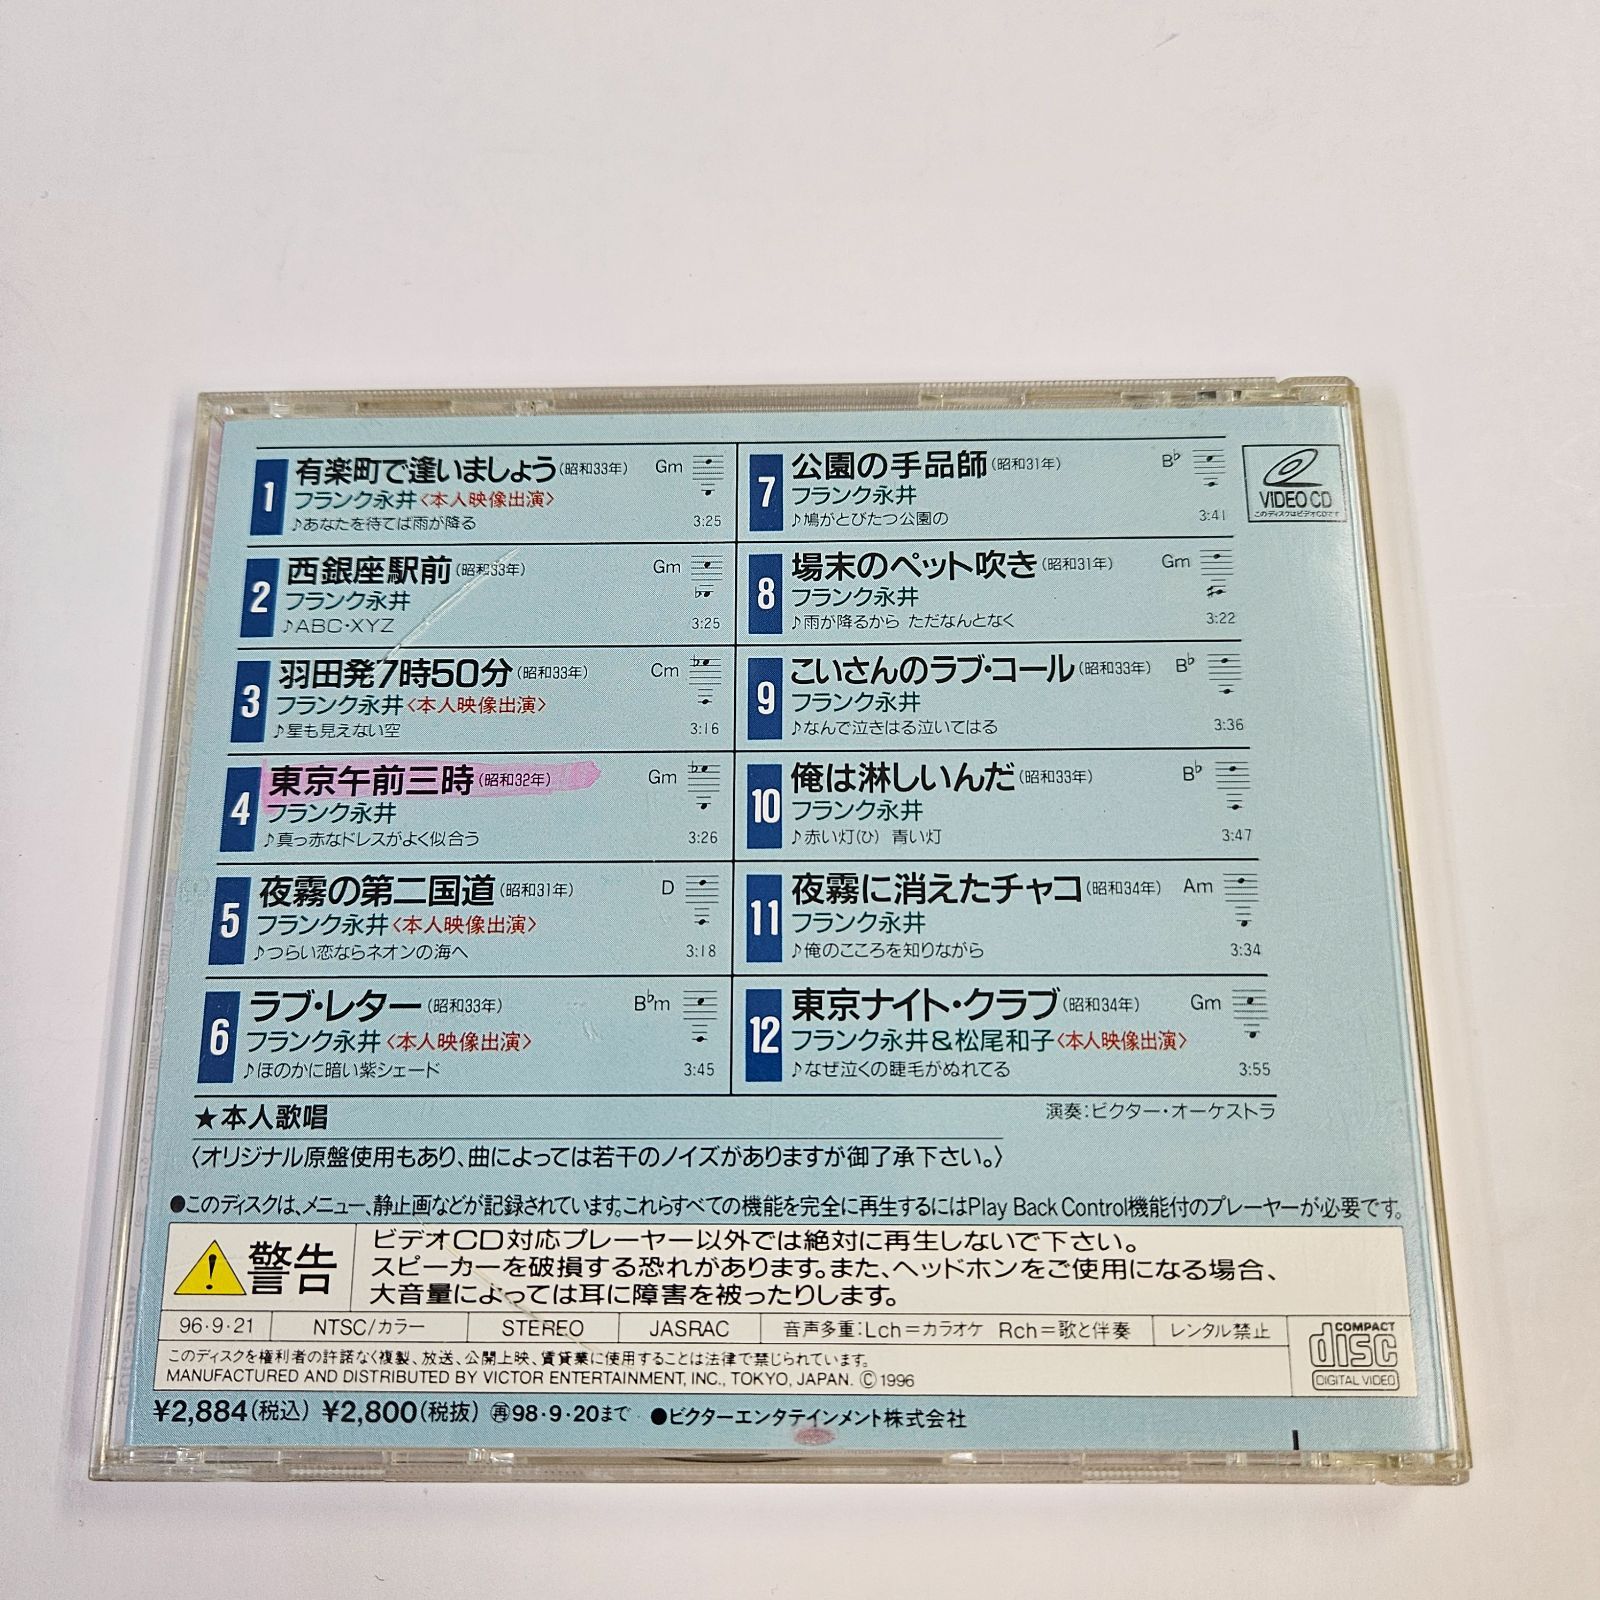 1 有楽町で逢いましょう(昭和33年) Gm
フランク永井〈本人映像出演〉
♪あなたを待てば雨が降る 3:25
2 西銀座駅前(昭和33年) Gm
フランク永井
♪ABC・XYZ 3:25
3 羽田発7時50分(昭和33年) Cm
フランク永井〈本人映像出演〉
♪星も見えない空 3:16
4 東京午前三時(昭和32年) Gm
フランク永井
♪真っ赤なドレスがよく似合う 3:26
5 夜霧の第二国道(昭和31年) D
フランク永井〈本人映像出演〉
♪つらい恋ならネオンの海へ 3:18
6 ラブ・レター(昭和33年) B♭m
フランク永井〈本人映像出演〉
♪ほのかに暗い紫シェード 3:45
7 公園の手品師(昭和31年) B♭
フランク永井
♪鳩がとびたつ公園の 3:41
8 場末のペット吹き(昭和31年) Gm
フランク永井
♪雨が降るから ただなんとなく 3:22
9 こいさんのラブ・コール(昭和33年) B♭
フランク永井
♪なんで泣きはる泣いてはる 3:36
10 俺は淋しいんだ(昭和33年) B♭
フランク永井
♪赤い灯(ひ) 青い灯 3:47
11 夜霧に消えたチャコ(昭和34年) Am
フランク永井
♪俺のこころを知りながら 3:34
12 東京ナイト・クラブ(昭和34年) Gm
フランク永井&松尾和子〈本人映像出演〉
♪なぜ泣くの睫毛がぬれてる 3:55
VIDEO CD
このディスクはビデオCDです
★本人歌唱
演奏:ビクター・オーケストラ
〈オリジナル原盤使用もあり、曲によっては若干のノイズがありますが御了承下さい。〉
●このディスクは、メニュー、静止画などが記録されています。これらすべての機能を完全に再生するにはPlay Back Control機能付のプレーヤーが必要です。
警告
ビデオCD対応プレーヤー以外では絶対に再生しないで下さい。
スピーカーを破損する恐れがあります。また、ヘッドホンをご使用になる場合、
大音量によっては耳に障害を被ったりします。
96・9・21 NTSC/カラー STEREO JASRAC 音声多重:Lch=カラオケ Rch=歌と伴奏 レンタル禁止
COMPACT
disc
DIGITAL VIDEO
このディスクを権利者の許諾なく複製、放送、公開上映、賃貸業に使用することは法律で禁じられています。
MANUFACTURED AND DISTRIBUTED BY VICTOR ENTERTAINMENT, INC., TOKYO, JAPAN. Ⓒ1996
¥2,884(税込) ¥2,800(税抜) 再98・9・20まで ●ビクターエンタテインメント株式会社